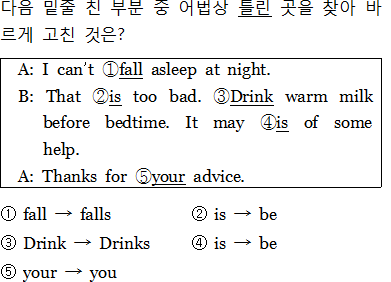 다음 밑줄 친 부분 중 어법상 틀린 곳을 찾아 바
르게 고친 것은?
A: I can't ①fall asleep at night.
B: That ②is too bad. ③Drink warm milk
before bedtime. It may ④is of some
help.
A: Thanks for ⑤your advice.
① fall → falls ② is → be
③ Drink → Drinks ④ is → be
⑤ your → you